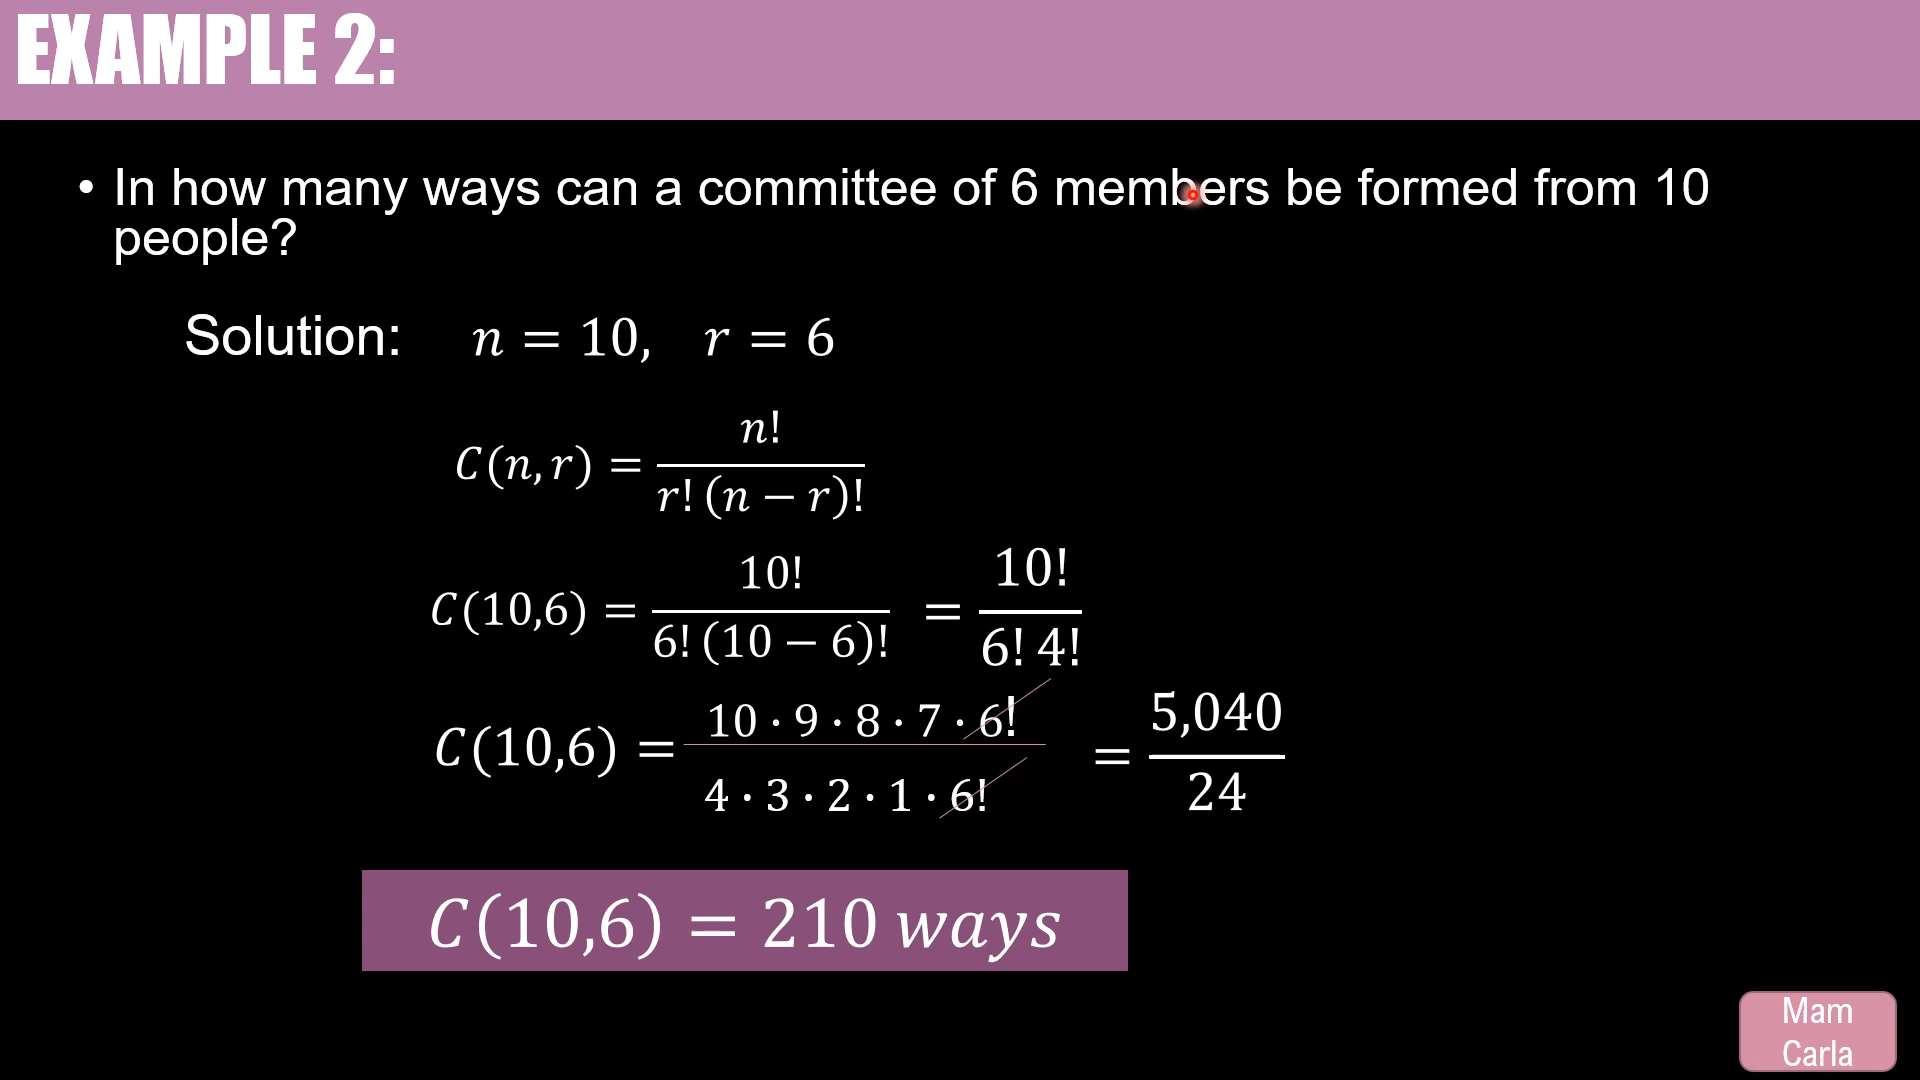 EXAMPLE 2:
• In how many ways can a committee of 6 members be formed from 10
people?
Solution: n = 10, r = 6
C(n, r) = n! / r! (n − r)!
C(10,6) = 10! / 6! (10 − 6)! = 10! / 6! 4!
C(10,6) = 10 · 9 · 8 · 7 · 6! / 4 · 3 · 2 · 1 · 6! = 5,040 / 24
C(10,6) = 210 ways
Mam
Carla